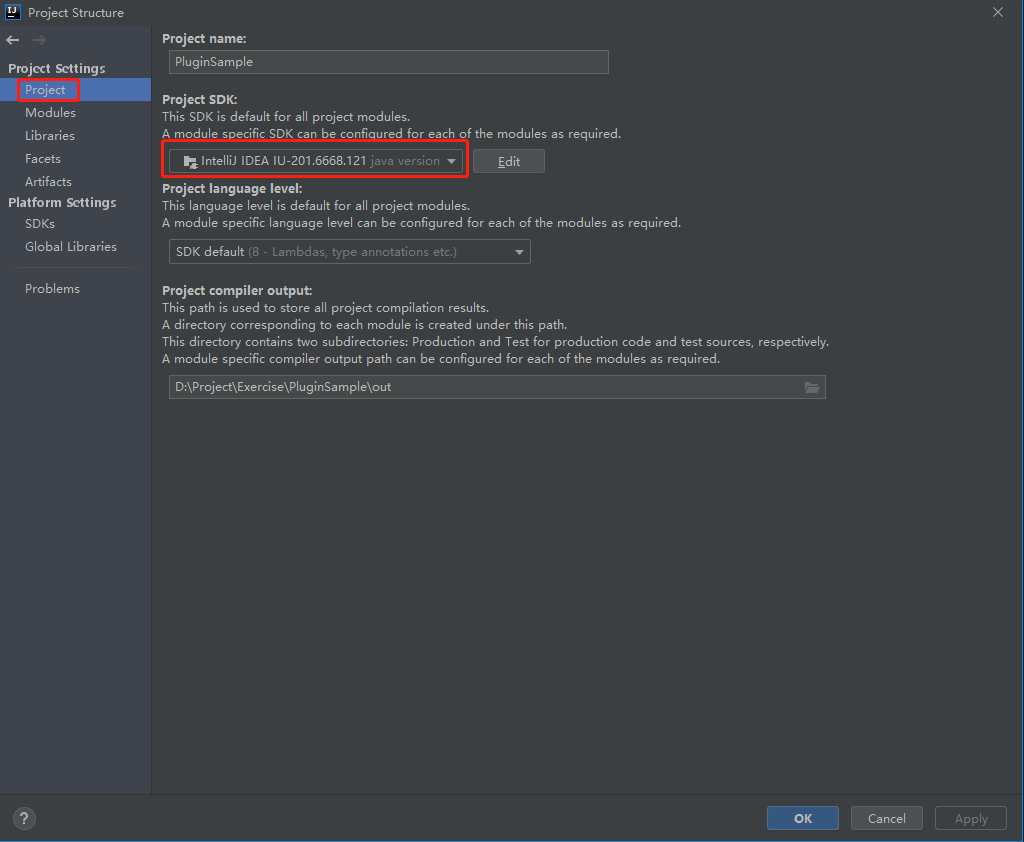 IJ
Project Structure
Project Settings
Project
Modules
Libraries
Facets
Artifacts
Platform Settings
SDKs
Global Libraries
Problems
Project name:
PluginSample
Project SDK:
This SDK is default for all project modules.
A module specific SDK can be configured for each of the modules as required.
IntelliJ IDEA IU-201.6668.121 java version
Edit
Project language level:
This language level is default for all project modules.
A module specific language level can be configured for each of the modules as required.
SDK default (8 - Lambdas, type annotations etc.)
Project compiler output:
This path is used to store all project compilation results.
A directory corresponding to each module is created under this path.
This directory contains two subdirectories: Production and Test for production code and test sources, respectively.
A module specific compiler output path can be configured for each of the modules as required.
D:\Project\Exercise\PluginSample\out
?
OK
Cancel
Apply